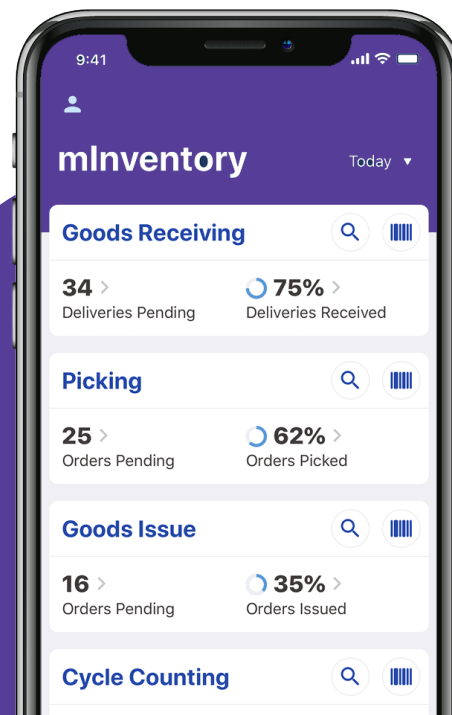 9:41
mInventory
Today
Goods Receiving
34
75%
Deliveries Pending
Deliveries Received
Picking
25
62%
Orders Pending
Orders Picked
Goods Issue
16
35%
Orders Pending
Orders Issued
Cycle Counting